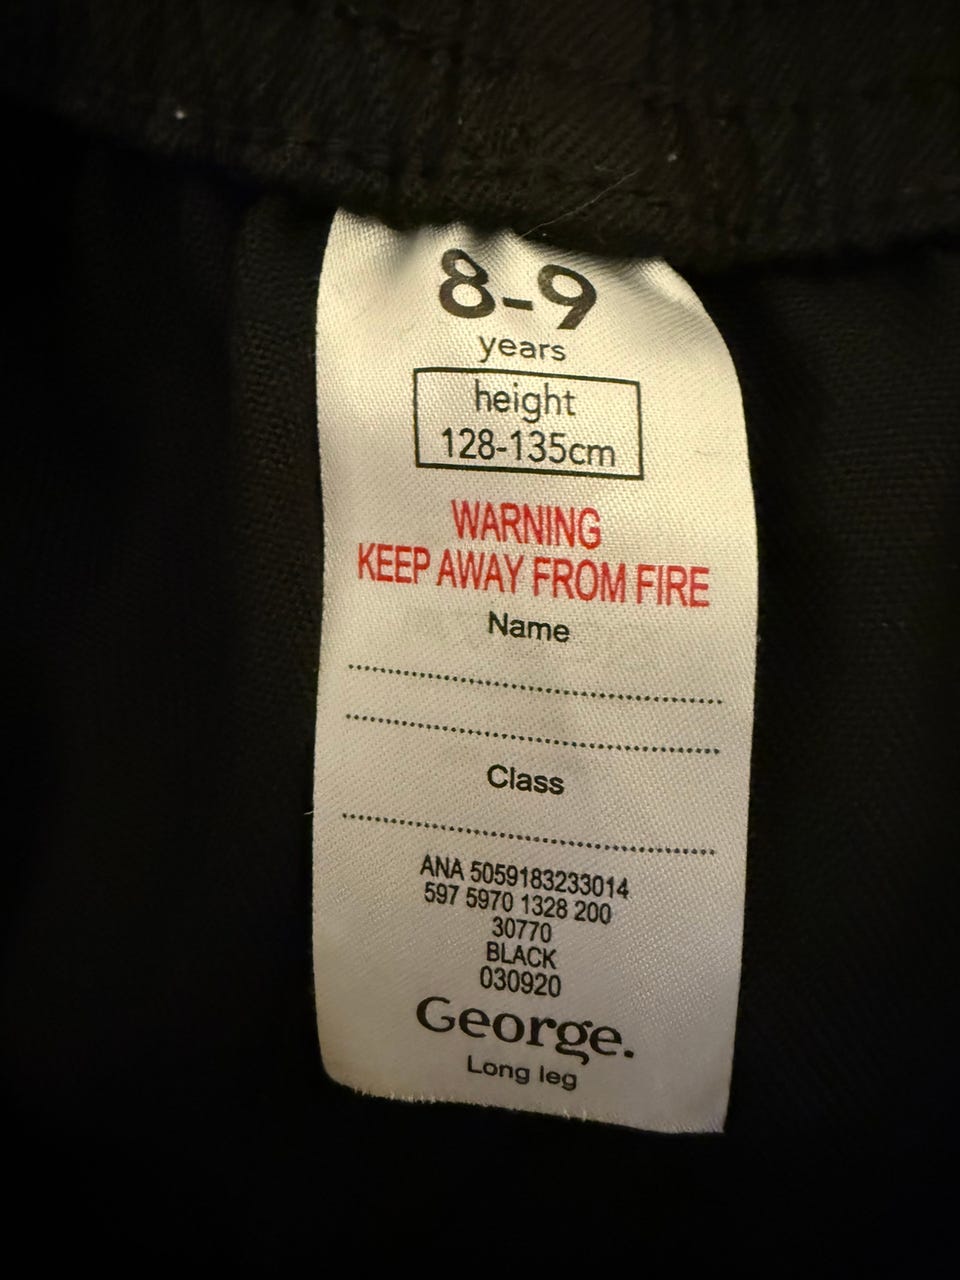 8-9
years
height
128-135cm
WARNING
KEEP AWAY FROM FIRE
Name
Class
ANA 5059183233014
597 5970 1328 200
30770
BLACK
030920
George.
Long leg